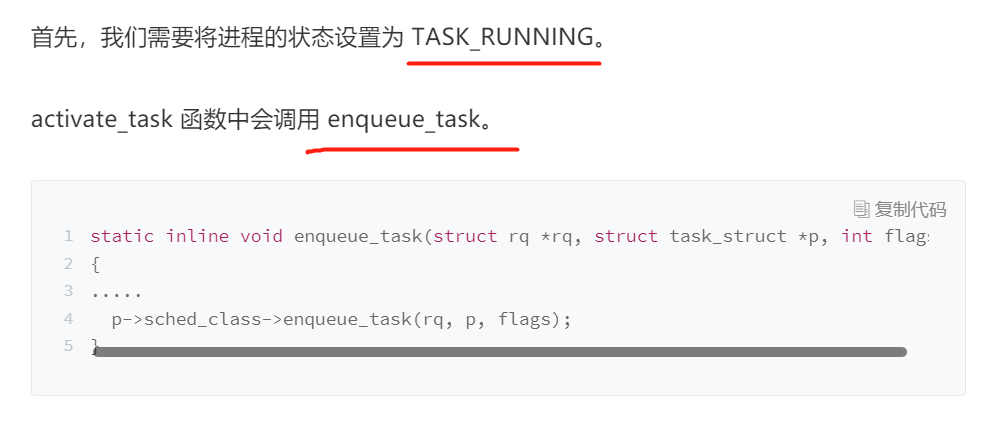 首先，我们需要将进程的状态设置为 TASK_RUNNING。
activate_task 函数中会调用 enqueue_task。
复制代码
1 static inline void enqueue_task(struct rq *rq, struct task_struct *p, int flag
2 {
3 .....
4   p->sched_class->enqueue_task(rq, p, flags);
5 }